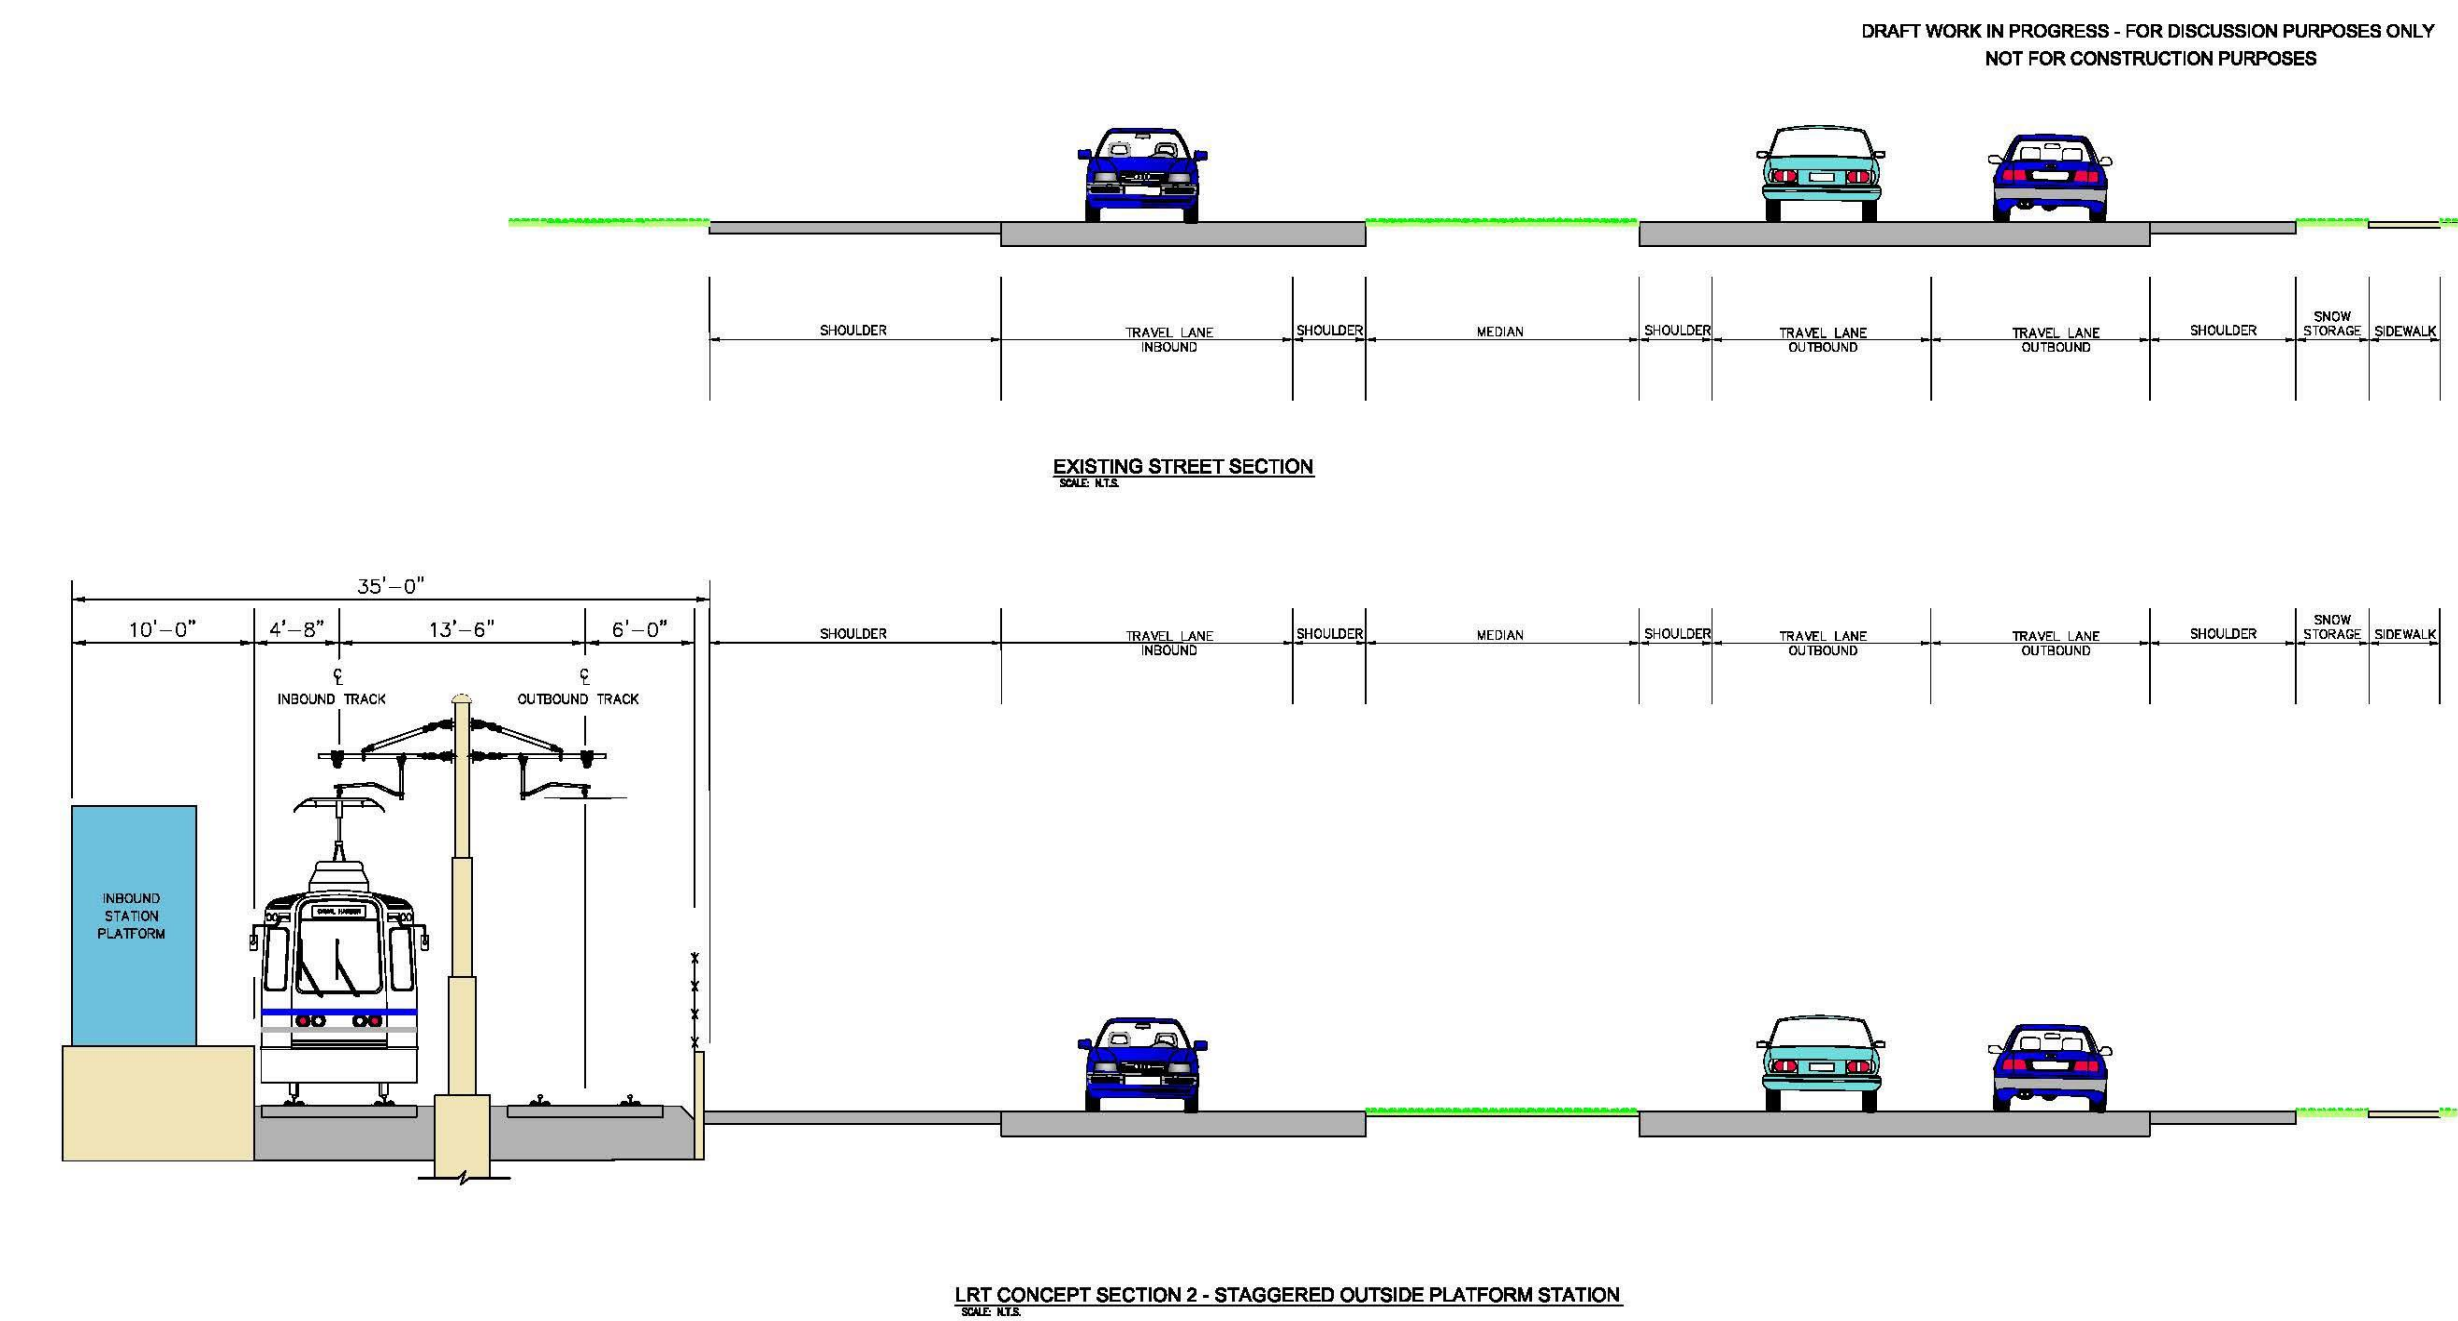 DRAFT WORK IN PROGRESS - FOR DISCUSSION PURPOSES ONLY
NOT FOR CONSTRUCTION PURPOSES
SHOULDER
TRAVEL LANE
INBOUND
SHOULDER
MEDIAN
SHOULDER
TRAVEL LANE
OUTBOUND
TRAVEL LANE
OUTBOUND
SHOULDER
SNOW
STORAGE
SIDEWALK
EXISTING STREET SECTION
SCALE: N.T.S.
35'-0"
10'-0"
4'-8"
13'-6"
6'-0"
SHOULDER
TRAVEL LANE
INBOUND
SHOULDER
MEDIAN
SHOULDER
TRAVEL LANE
OUTBOUND
TRAVEL LANE
OUTBOUND
SHOULDER
SNOW
STORAGE
SIDEWALK
℄
INBOUND TRACK
℄
OUTBOUND TRACK
INBOUND
STATION
PLATFORM
LRT CONCEPT SECTION 2 - STAGGERED OUTSIDE PLATFORM STATION
SCALE: N.T.S.